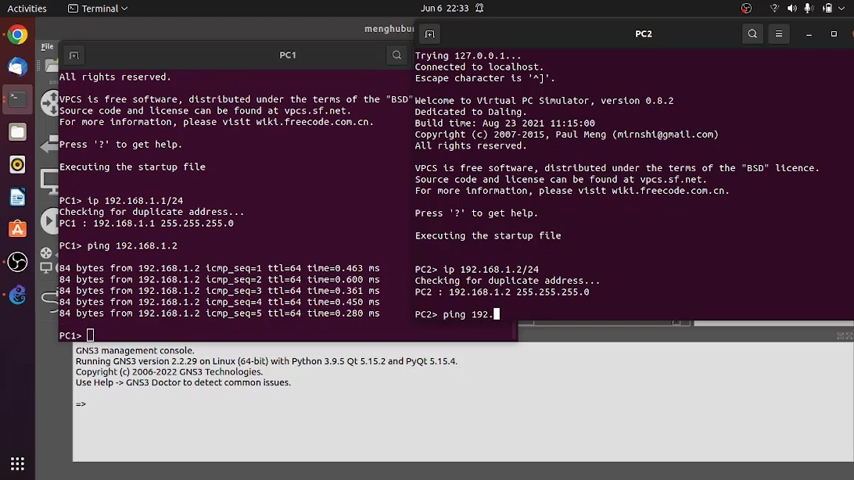 Activities
Terminal
Jun 6 22:33
menghubun
File
PC1
All rights reserved.
VPCS is free software, distributed under the terms of the "BSD"
Source code and license can be found at vpcs.sf.net.
For more information, please visit wiki.freecode.com.cn.
Press '?' to get help.
Executing the startup file
PC1> ip 192.168.1.1/24
Checking for duplicate address...
PC1 : 192.168.1.1 255.255.255.0
PC1> ping 192.168.1.2
84 bytes from 192.168.1.2 icmp_seq=1 ttl=64 time=0.463 ms
84 bytes from 192.168.1.2 icmp_seq=2 ttl=64 time=0.600 ms
84 bytes from 192.168.1.2 icmp_seq=3 ttl=64 time=0.361 ms
84 bytes from 192.168.1.2 icmp_seq=4 ttl=64 time=0.450 ms
84 bytes from 192.168.1.2 icmp_seq=5 ttl=64 time=0.280 ms
PC1>
PC2
Trying 127.0.0.1...
Connected to localhost.
Escape character is '^]'.
Welcome to Virtual PC Simulator, version 0.8.2
Dedicated to Daling.
Build time: Aug 23 2021 11:15:00
Copyright (c) 2007-2015, Paul Meng (mirnshi@gmail.com)
All rights reserved.
VPCS is free software, distributed under the terms of the "BSD" licence.
Source code and license can be found at vpcs.sf.net.
For more information, please visit wiki.freecode.com.cn.
Press '?' to get help.
Executing the startup file
PC2> ip 192.168.1.2/24
Checking for duplicate address...
PC2 : 192.168.1.2 255.255.255.0
PC2> ping 192.
GNS3 management console.
Running GNS3 version 2.2.29 on Linux (64-bit) with Python 3.9.5 Qt 5.15.2 and PyQt 5.15.4.
Copyright (c) 2006-2022 GNS3 Technologies.
Use Help -> GNS3 Doctor to detect common issues.
=>